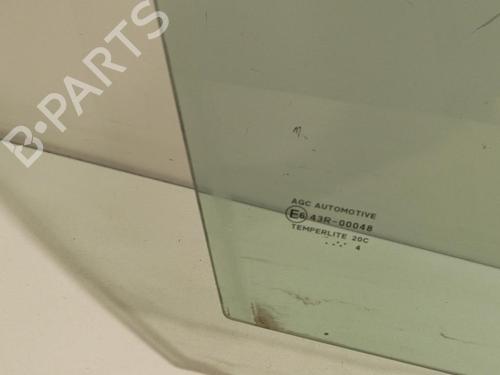 B-PARTS
AGC AUTOMOTIVE
E6 43R-00048
TEMPERLITE 20C
4